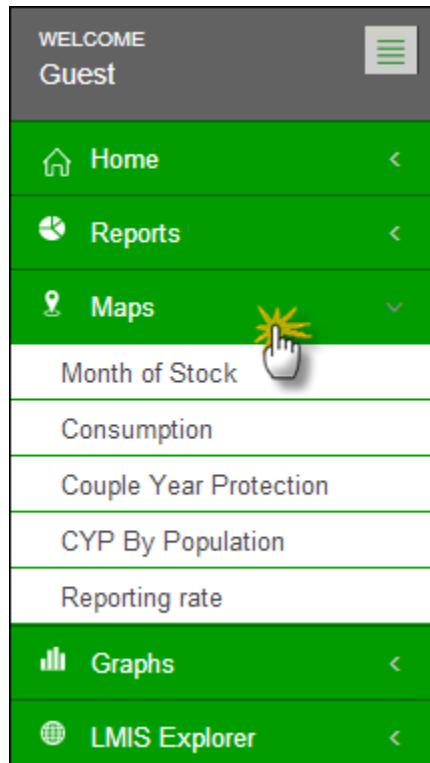 WELCOME
Guest
Home
Reports
Maps
Month of Stock
Consumption
Couple Year Protection
CYP By Population
Reporting rate
Graphs
LMIS Explorer